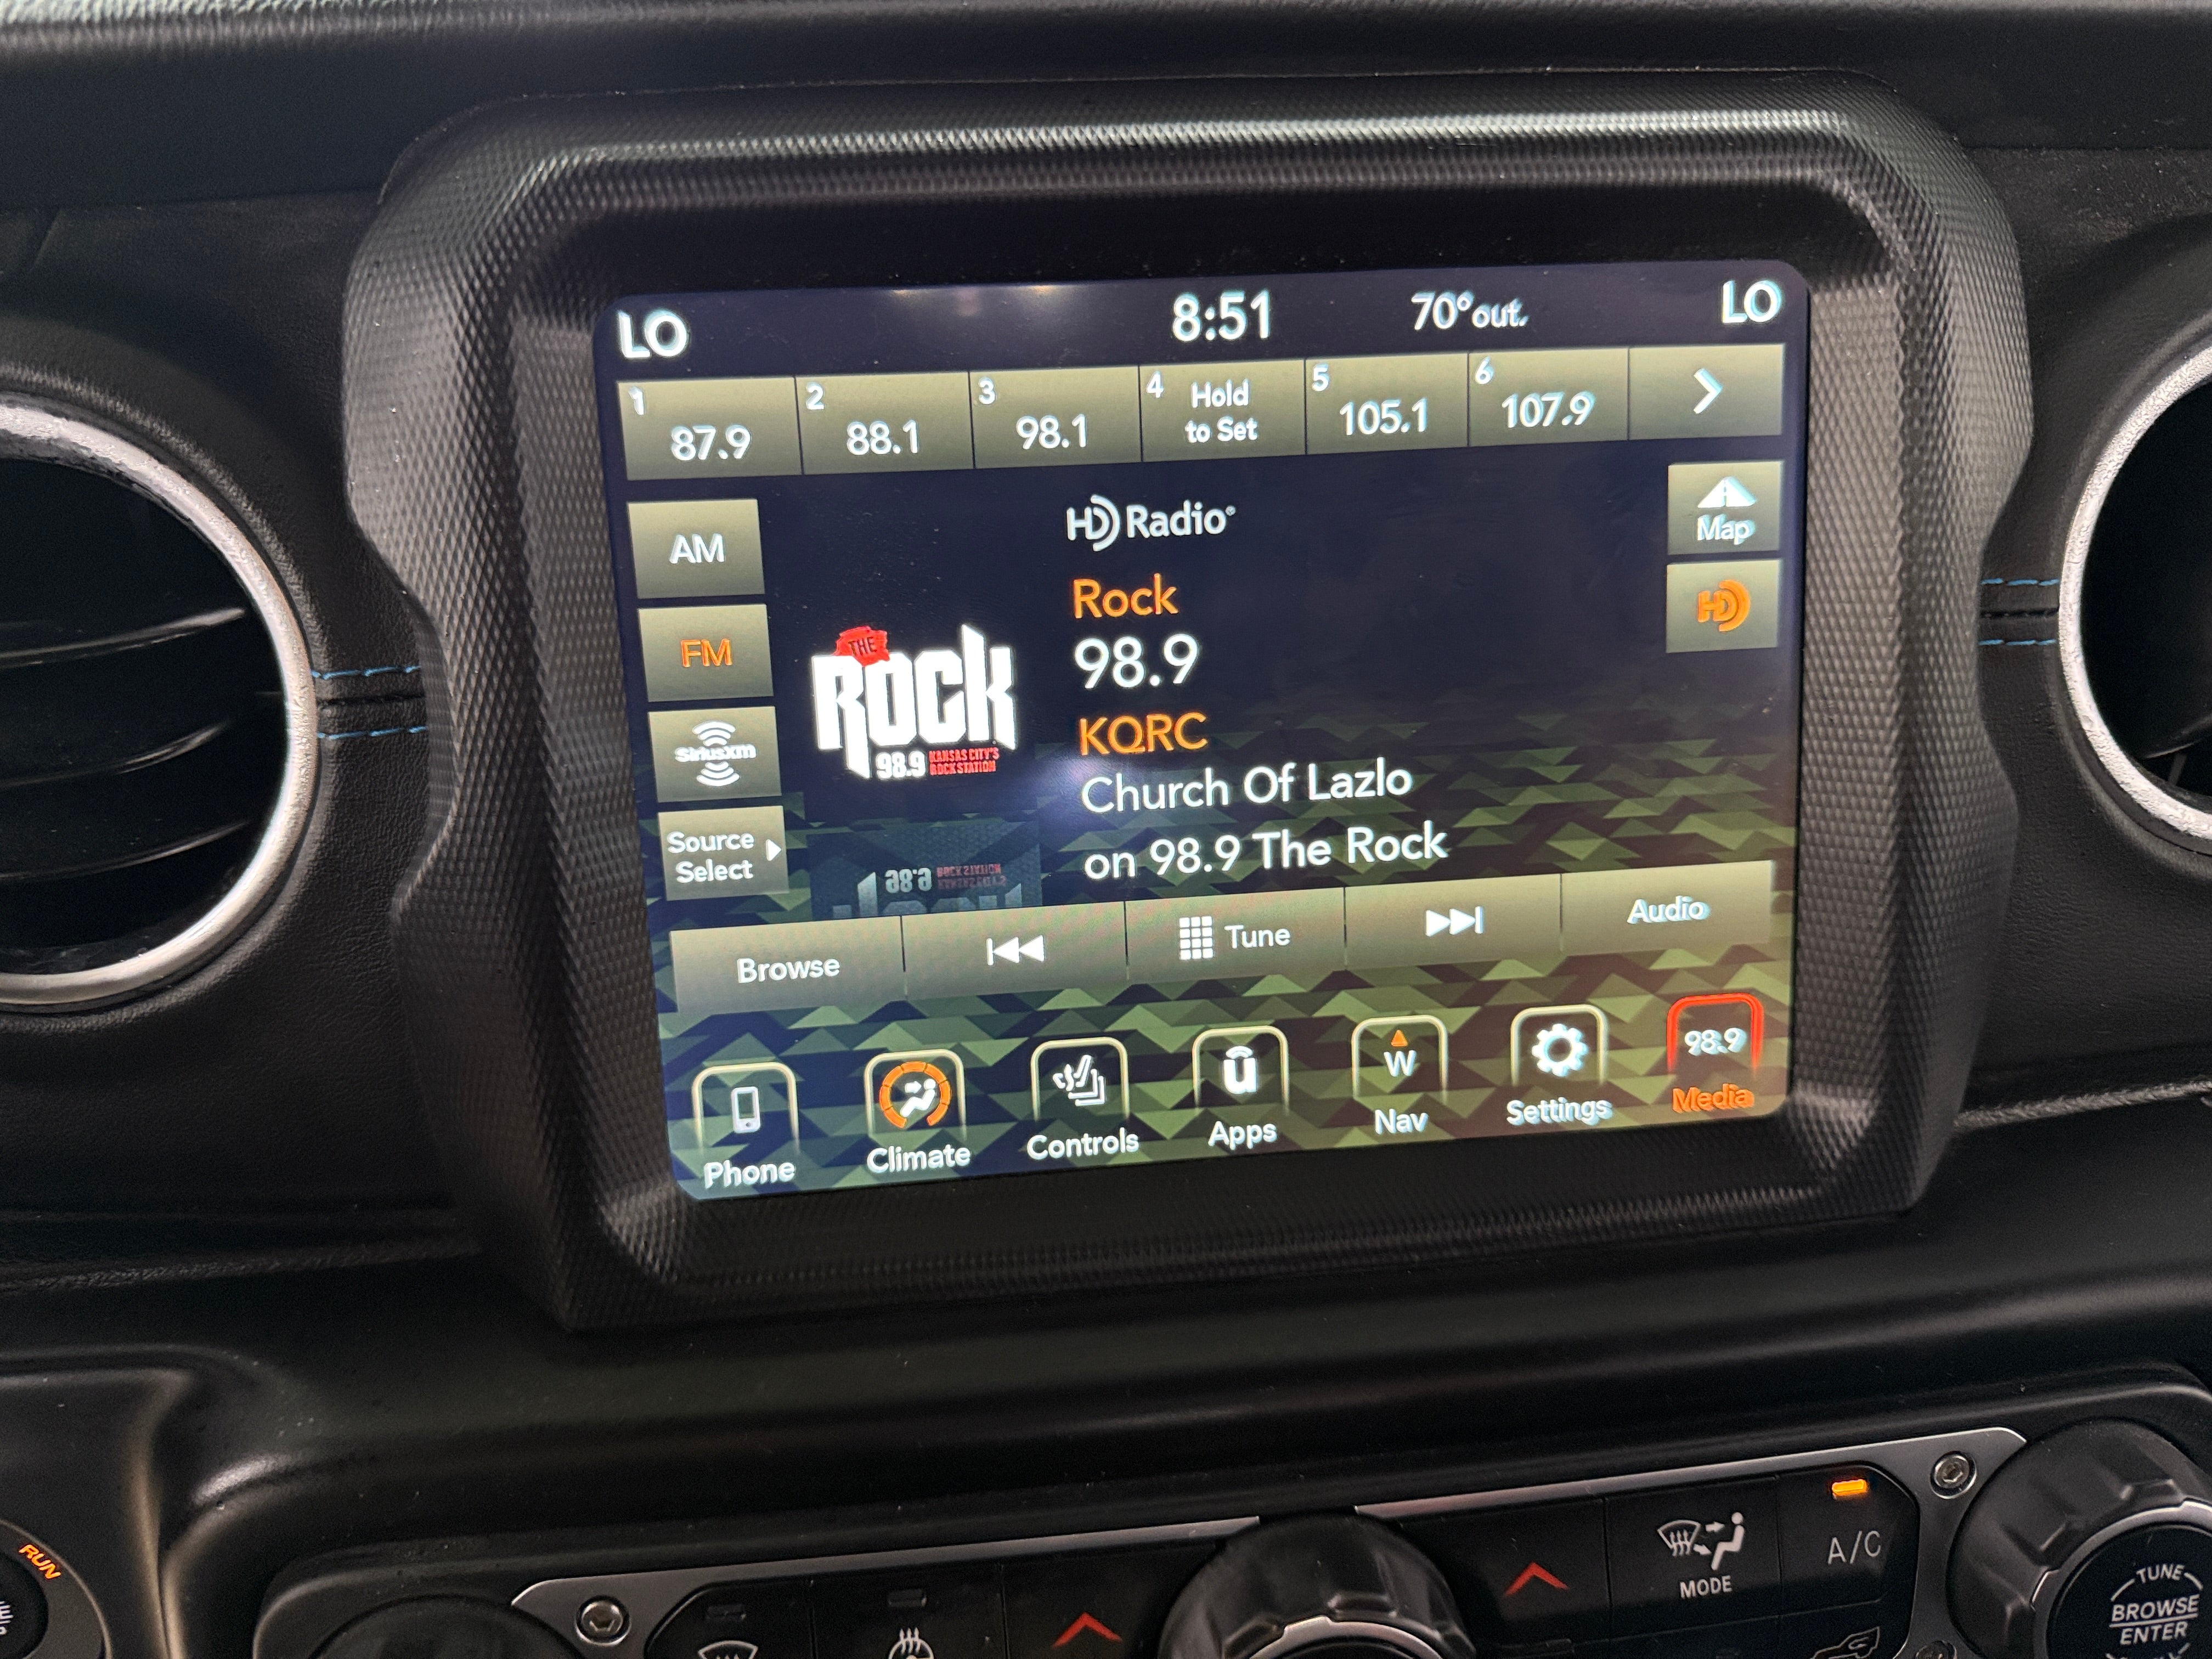 LO
8:51
70°out.
LO
1
87.9
2
88.1
3
98.1
4
Hold
to Set
5
105.1
6
107.9
AM
HD Radio®
Map
FM
Rock
98.9
HD
THE
ROCK
98.9
KANSAS CITY'S
ROCK STATION
KQRC
SiriusXM
Church Of Lazlo
Source
Select
on 98.9 The Rock
Browse
Tune
Audio
Phone
Climate
Controls
u
Apps
W
Nav
Settings
98.9
Media
RUN
MODE
A/C
TUNE
BROWSE
ENTER